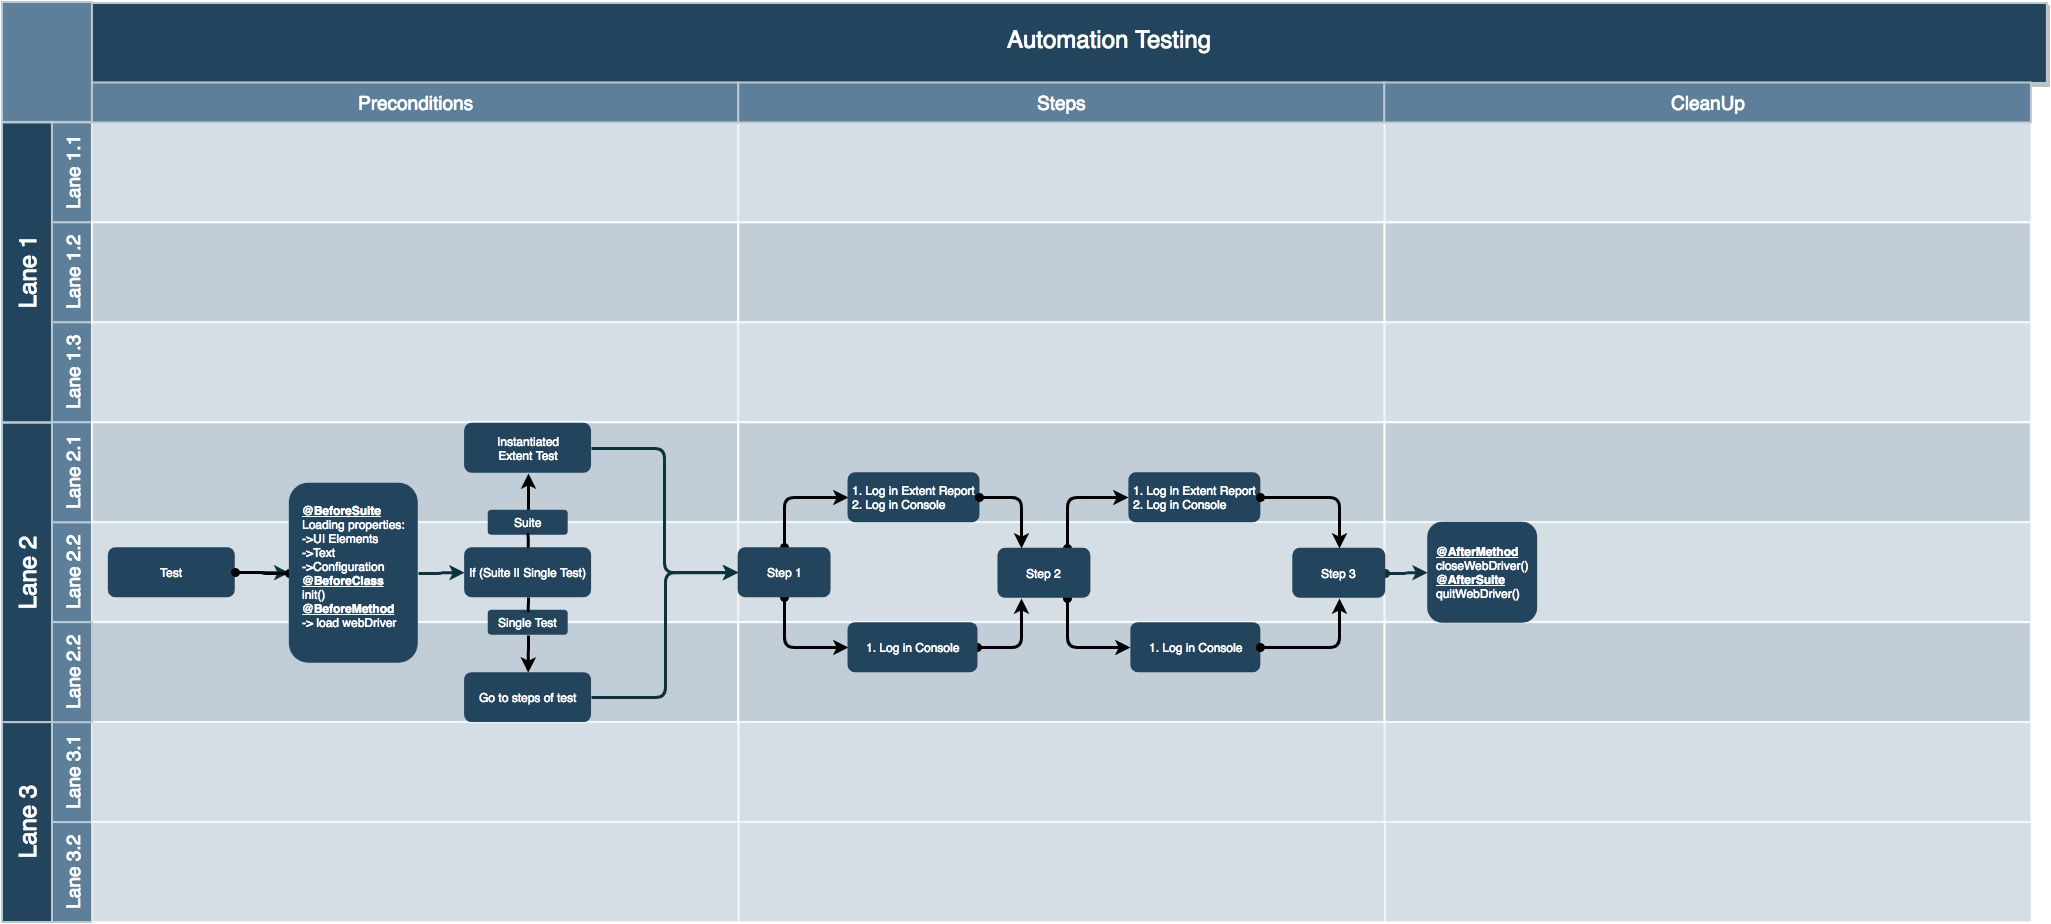 Automation Testing
Preconditions
Steps
CleanUp
Lane 1
Lane 1.1
Lane 1.2
Lane 1.3
Lane 2
Lane 2.1
Lane 2.2
Lane 2.2
Lane 3
Lane 3.1
Lane 3.2
Test
@BeforeSuite
Loading properties:
->UI Elements
->Text
->Configuration
@BeforeClass
init()
@BeforeMethod
-> load webDriver
Instantiated
Extent Test
Suite
If (Suite II Single Test)
Single Test
Go to steps of test
Step 1
1. Log in Extent Report
2. Log in Console
1. Log in Console
Step 2
1. Log in Extent Report
2. Log in Console
1. Log in Console
Step 3
@AfterMethod
closeWebDriver()
@AfterSuite
quitWebDriver()